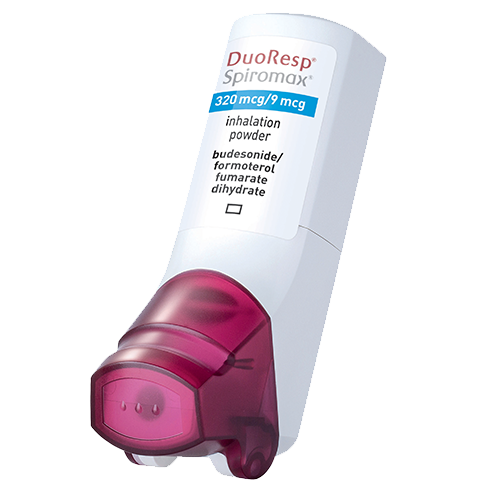 DuoResp®
Spiromax®
320 mcg/9 mcg
inhalation
powder
budesonide/
formoterol
fumarate
dihydrate